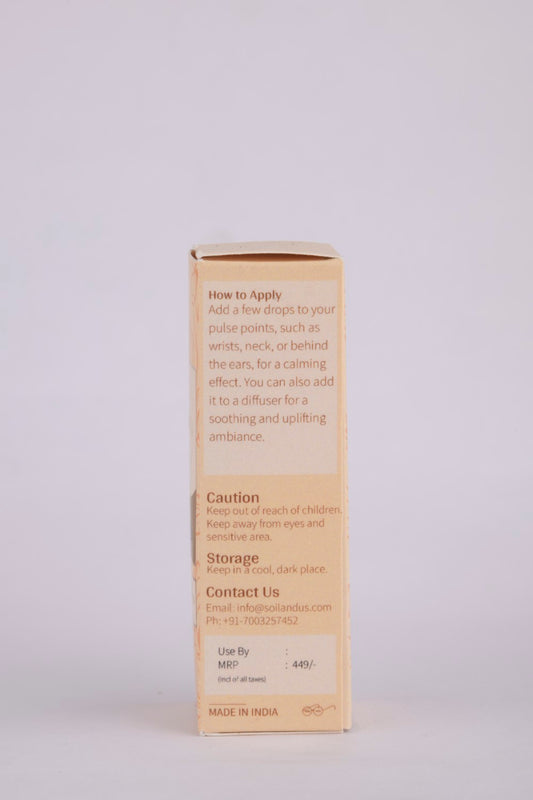 How to Apply
Add a few drops to your
pulse points, such as
wrists, neck, or behind
the ears, for a calming
effect. You can also add
it to a diffuser for a
soothing and uplifting
ambiance.
Caution
Keep out of reach of children.
Keep away from eyes and
sensitive area.
Storage
Keep in a cool, dark place.
Contact Us
Email: info@soilandus.com
Ph: +91-7003257452
Use By :
MRP : 449/-
(incl of all taxes)
MADE IN INDIA